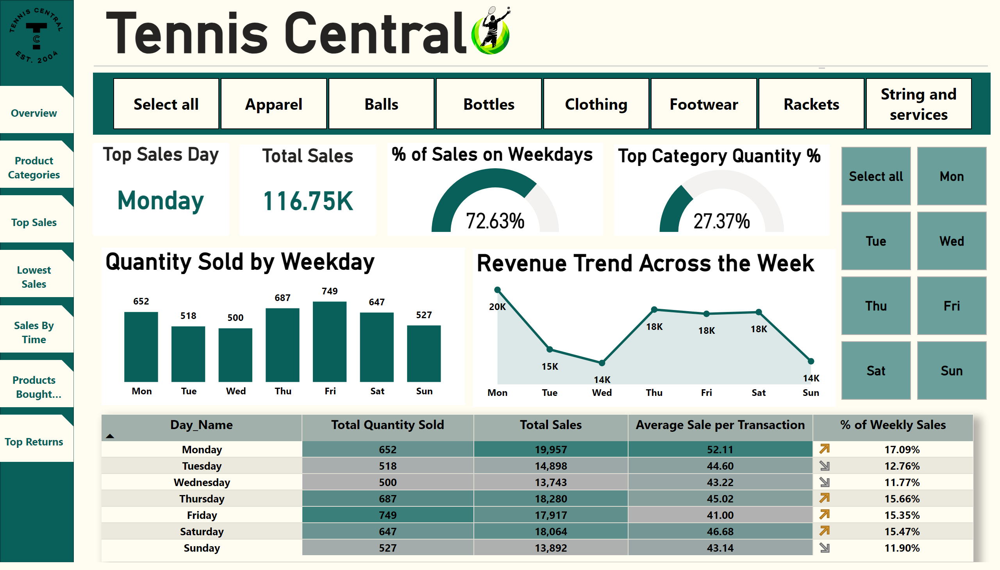 TENNIS CENTRAL
T
C
EST. 2004
Tennis Central
Overview
Product
Categories
Top Sales
Lowest
Sales
Sales By
Time
Products
Bought...
Top Returns
Select all Apparel Balls Bottles Clothing Footwear Rackets String and
services
Top Sales Day
Monday
Total Sales
116.75K
% of Sales on Weekdays
72.63%
Top Category Quantity %
27.37%
Select all Mon
Tue Wed
Thu Fri
Sat Sun
Quantity Sold by Weekday
652 518 500 687 749 647 527
Mon Tue Wed Thu Fri Sat Sun
Revenue Trend Across the Week
20K 15K 14K 18K 18K 18K 14K
Mon Tue Wed Thu Fri Sat Sun
Day_Name Total Quantity Sold Total Sales Average Sale per Transaction % of Weekly Sales
Monday 652 19,957 52.11 17.09%
Tuesday 518 14,898 44.60 12.76%
Wednesday 500 13,743 43.22 11.77%
Thursday 687 18,280 45.02 15.66%
Friday 749 17,917 41.00 15.35%
Saturday 647 18,064 46.68 15.47%
Sunday 527 13,892 43.14 11.90%